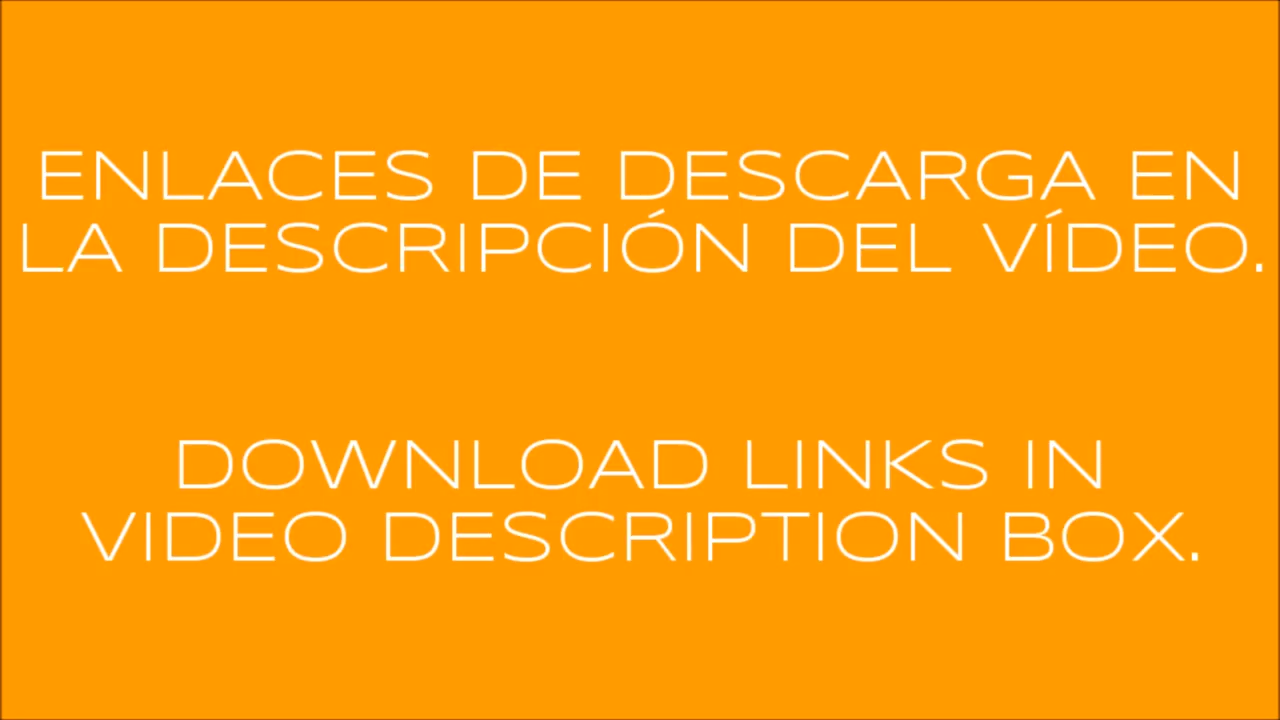 ENLACES DE DESCARGA EN
LA DESCRIPCIÓN DEL VÍDEO.
DOWNLOAD LINKS IN
VIDEO DESCRIPTION BOX.